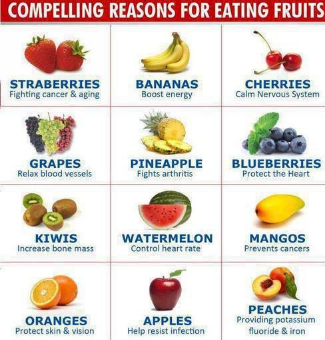 COMPELLING REASONS FOR EATING FRUITS
STRABERRIES
Fighting cancer & aging
BANANAS
Boost energy
CHERRIES
Calm Nervous System
GRAPES
Relax blood vessels
PINEAPPLE
Fights arthritis
BLUEBERRIES
Protect the Heart
KIWIS
Increase bone mass
WATERMELON
Control heart rate
MANGOS
Prevents cancers
ORANGES
Protect skin & vision
APPLES
Help resist infection
PEACHES
Providing potassium
fluoride & iron